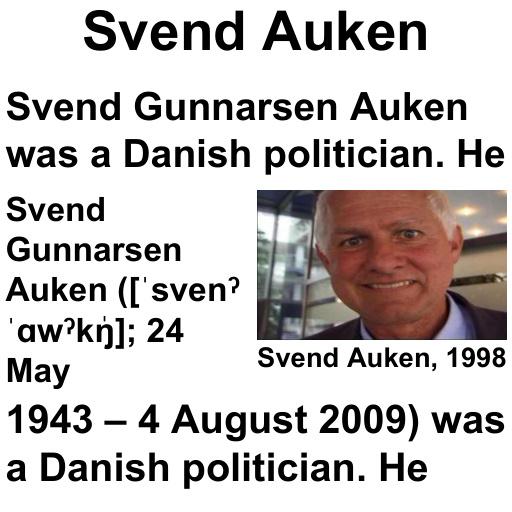 Svend Auken
Svend Gunnarsen Auken
was a Danish politician. He
Svend
Gunnarsen
Auken ([ˈsvenˀ
ˈɑwˀkŋ̍]; 24
May
Svend Auken, 1998
1943 – 4 August 2009) was
a Danish politician. He